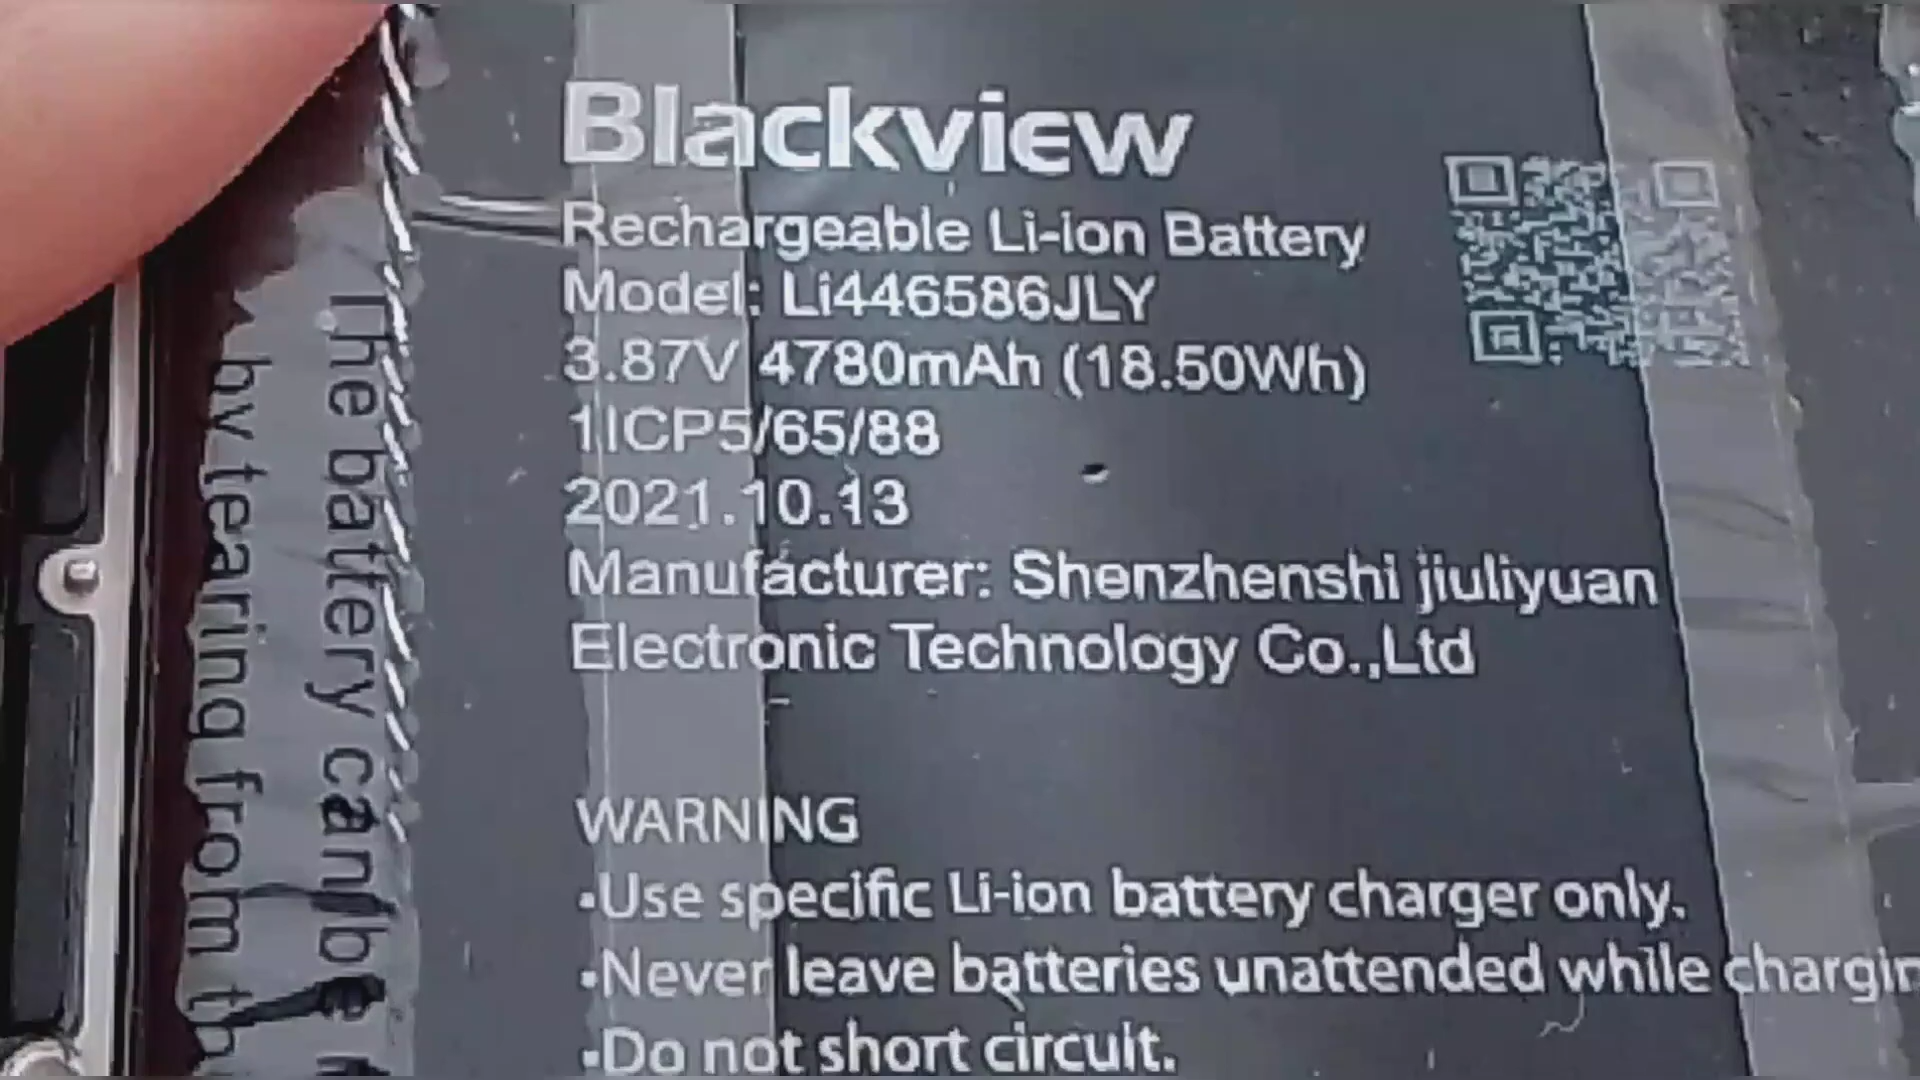 Blackview
Rechargeable Li-ion Battery
Model: Li446586JLY
3.87V 4780mAh (18.50Wh)
1ICP5/65/88
2021.10.13
Manufacturer: Shenzhenshi jiuliyuan
Electronic Technology Co.,Ltd
WARNING
•Use specific Li-ion battery charger only.
•Never leave batteries unattended while
•Do not short circuit.
The battery can be
by tearing from